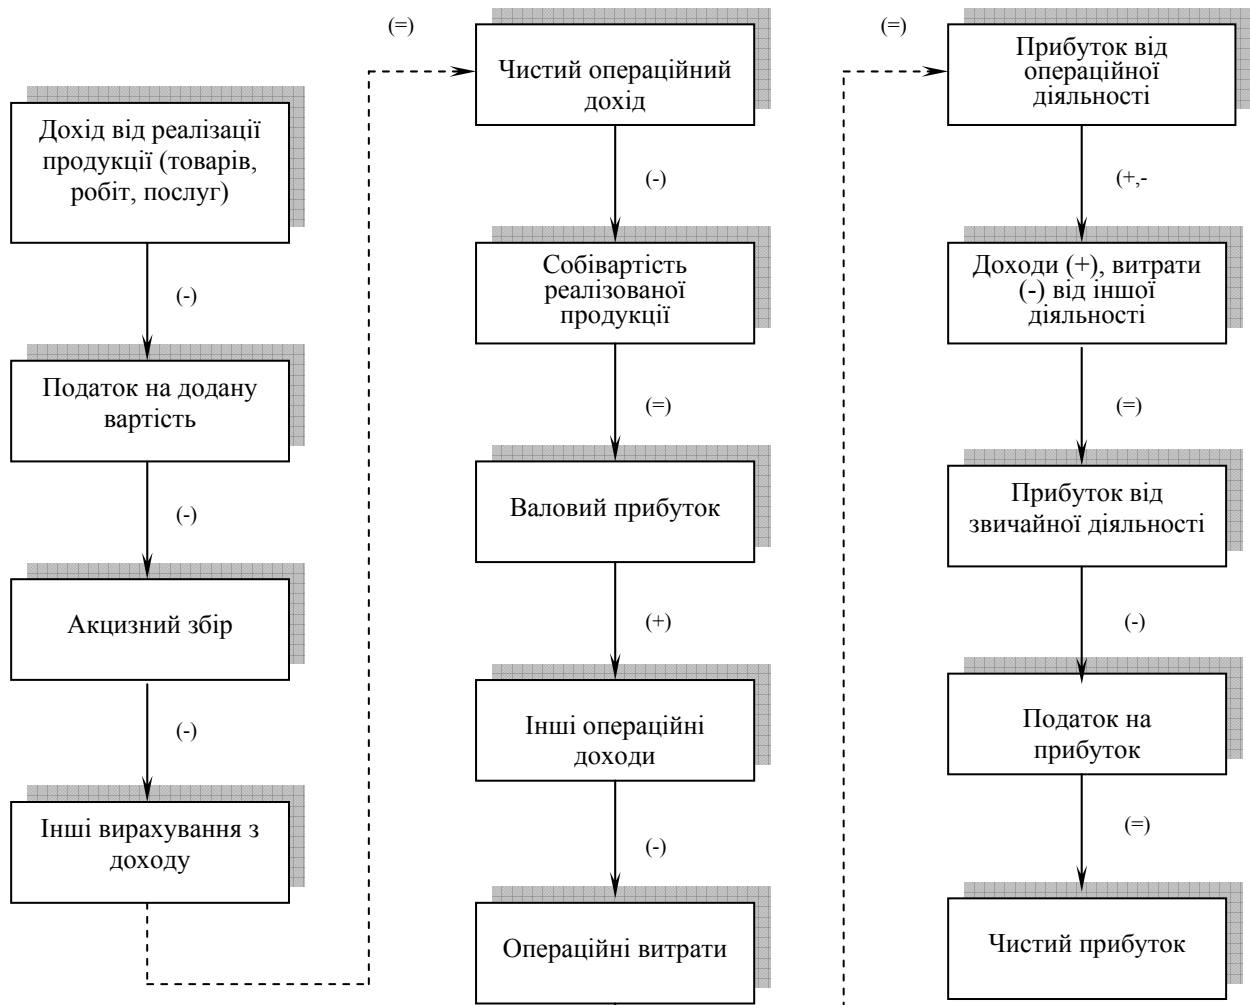 Дохід від реалізації
продукції (товарів,
робіт, послуг)
(-)
Податок на додану
вартість
(-)
Акцизний збір
(-)
Інші вирахування з
доходу
(=)
Чистий операційний
дохід
(-)
Собівартість
реалізованої
продукції
(=)
Валовий прибуток
(+)
Інші операційні
доходи
(-)
Операційні витрати
(=)
Прибуток від
операційної
діяльності
(+,-
Доходи (+), витрати
(-) від іншої
діяльності
(=)
Прибуток від
звичайної діяльності
(-)
Податок на
прибуток
(=)
Чистий прибуток